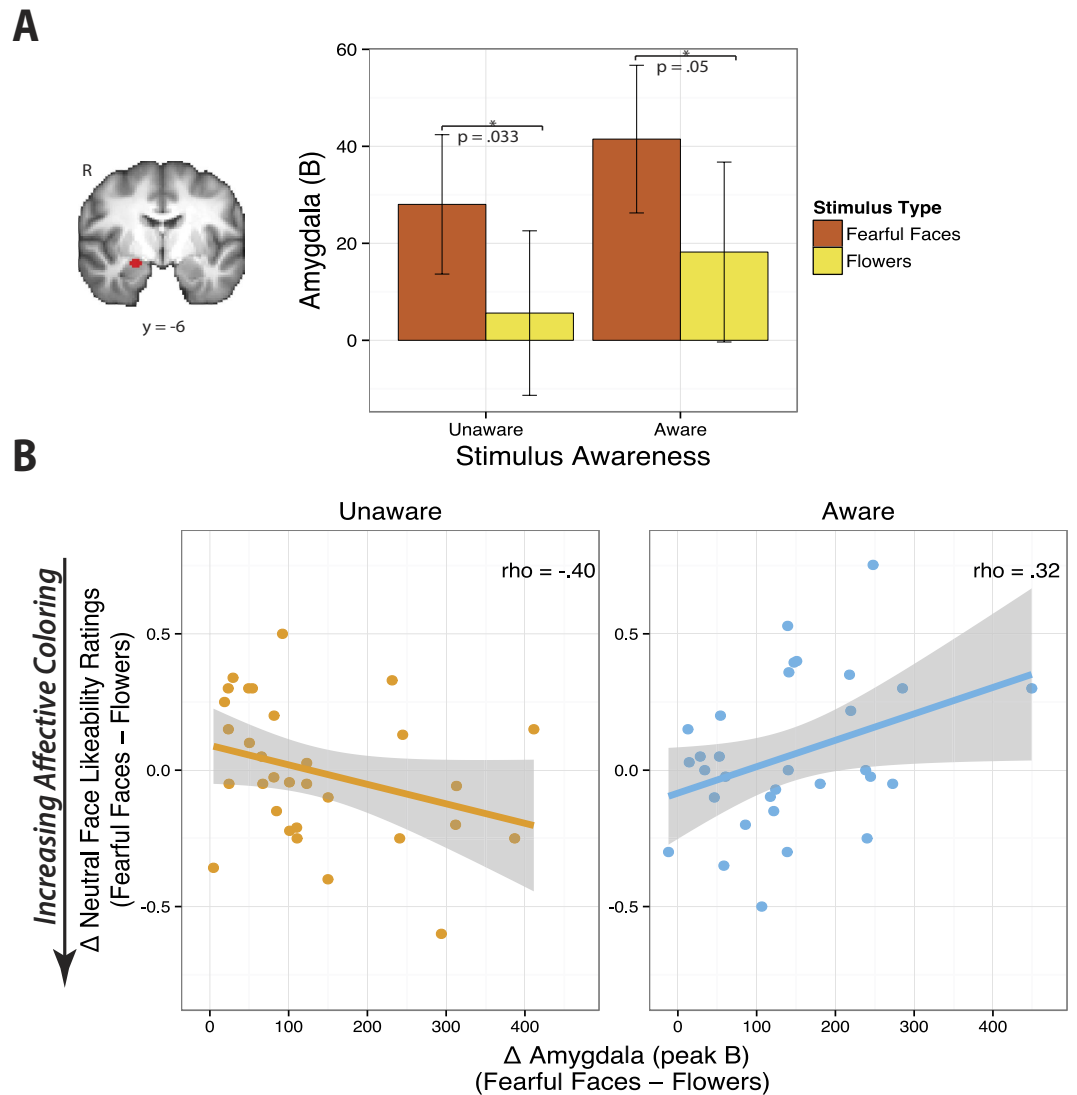 A
R
y = -6
Amygdala (B)
60
40
20
0
*
p = .033
*
p = .05
Unaware
Aware
Stimulus Awareness
Stimulus Type
Fearful Faces
Flowers
B
Increasing Affective Coloring
Δ Neutral Face Likeability Ratings
(Fearful Faces – Flowers)
Unaware
rho = -.40
0.5
0.0
-0.5
0
100
200
300
400
Aware
rho = .32
0.5
0.0
-0.5
0
100
200
300
400
Δ Amygdala (peak B)
(Fearful Faces – Flowers)